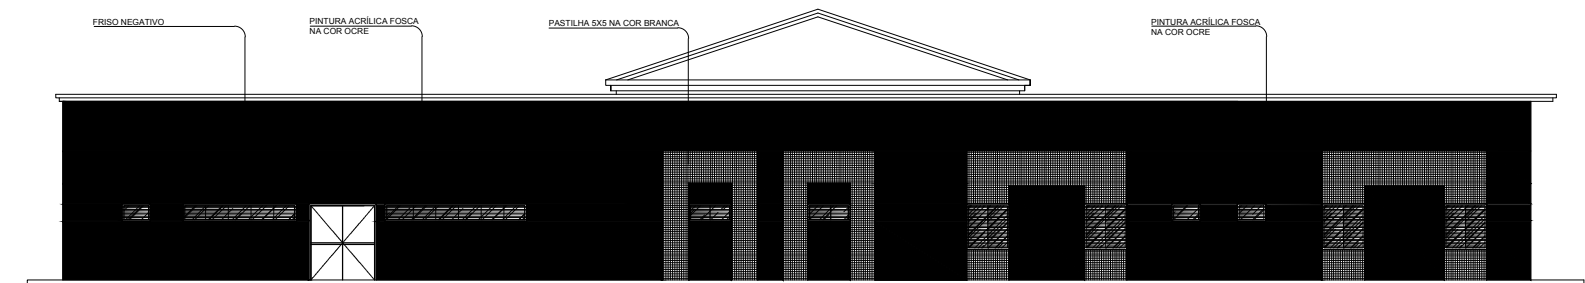 FRISO NEGATIVO
PINTURA ACRÍLICA FOSCA
NA COR OCRE
PASTILHA 5X5 NA COR BRANCA
PINTURA ACRÍLICA FOSCA
NA COR OCRE